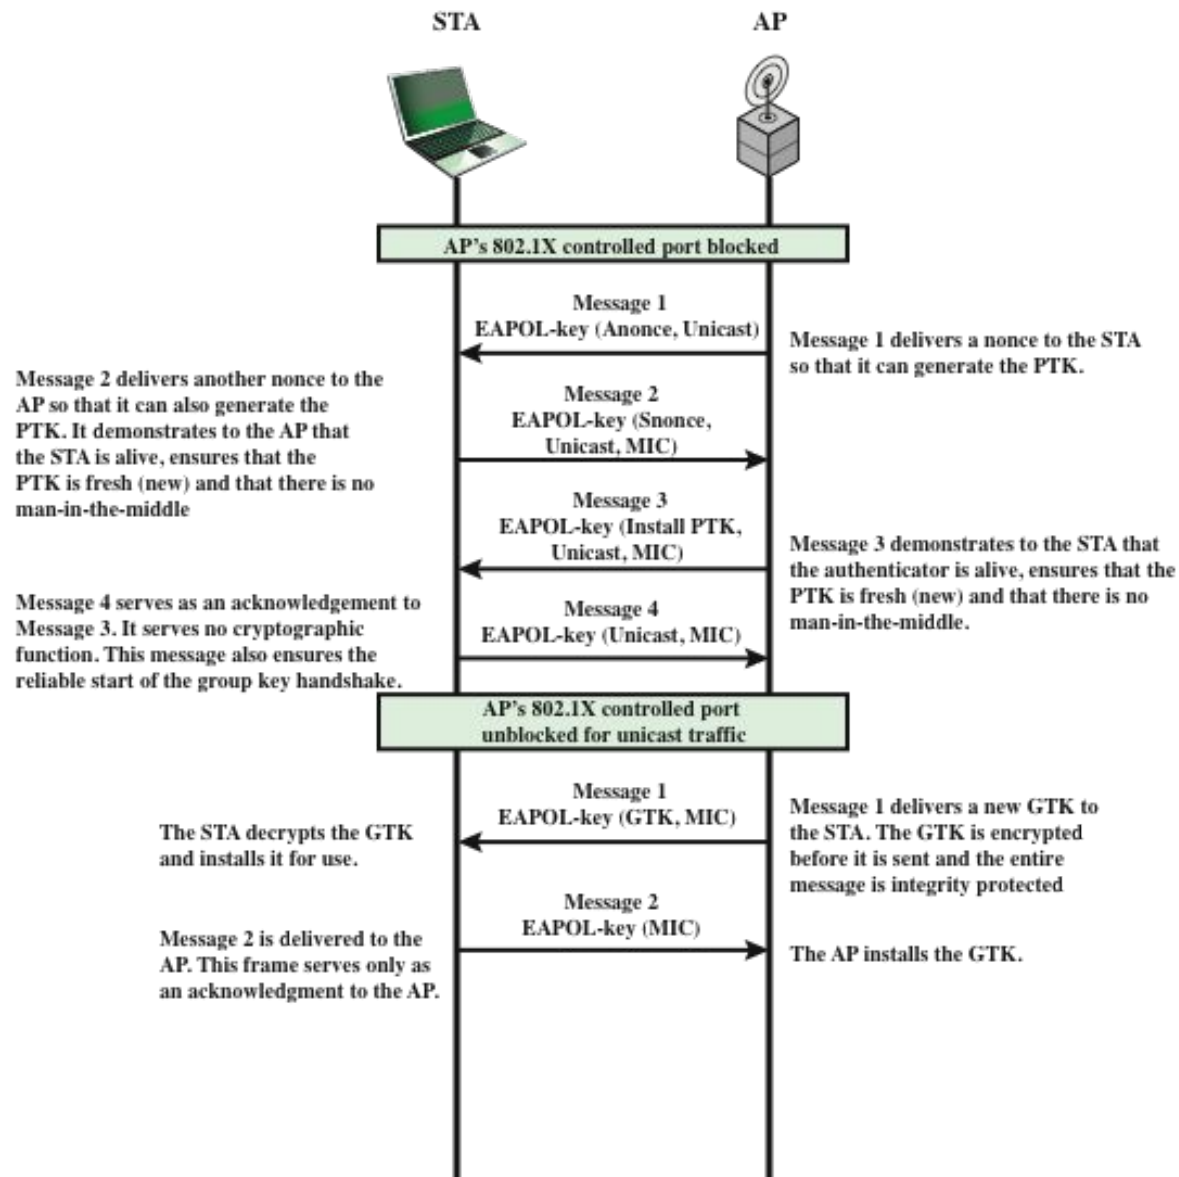 STA
AP
AP's 802.1X controlled port blocked
Message 1
EAPOL-key (Anonce, Unicast)
Message 1 delivers a nonce to the STA
so that it can generate the PTK.
Message 2 delivers another nonce to the
AP so that it can also generate the
PTK. It demonstrates to the AP that
the STA is alive, ensures that the
PTK is fresh (new) and that there is no
man-in-the-middle
Message 2
EAPOL-key (Snonce,
Unicast, MIC)
Message 3
EAPOL-key (Install PTK,
Unicast, MIC)
Message 3 demonstrates to the STA that
the authenticator is alive, ensures that the
PTK is fresh (new) and that there is no
man-in-the-middle.
Message 4 serves as an acknowledgement to
Message 3. It serves no cryptographic
function. This message also ensures the
reliable start of the group key handshake.
Message 4
EAPOL-key (Unicast, MIC)
AP's 802.1X controlled port
unblocked for unicast traffic
Message 1
EAPOL-key (GTK, MIC)
Message 1 delivers a new GTK to
the STA. The GTK is encrypted
before it is sent and the entire
message is integrity protected
The STA decrypts the GTK
and installs it for use.
Message 2
EAPOL-key (MIC)
Message 2 is delivered to the
AP. This frame serves only as
an acknowledgment to the AP.
The AP installs the GTK.